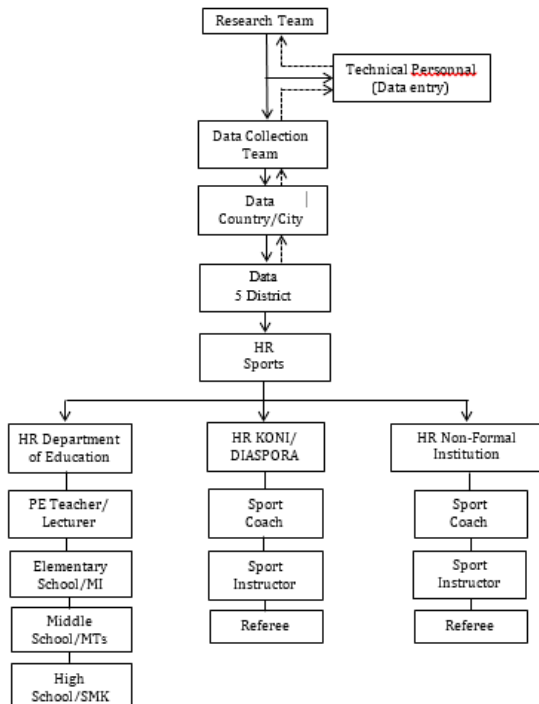 Research Team
Technical Personnal
(Data entry)
Data Collection
Team
Data
Country/City
Data
5 District
HR
Sports
HR Department
of Education
HR KONI/
DIASPORA
HR Non-Formal
Institution
PE Teacher/
Lecturer
Sport
Coach
Sport
Coach
Elementary
School/MI
Sport
Instructor
Sport
Instructor
Middle
School/MTs
Referee
Referee
High
School/SMK